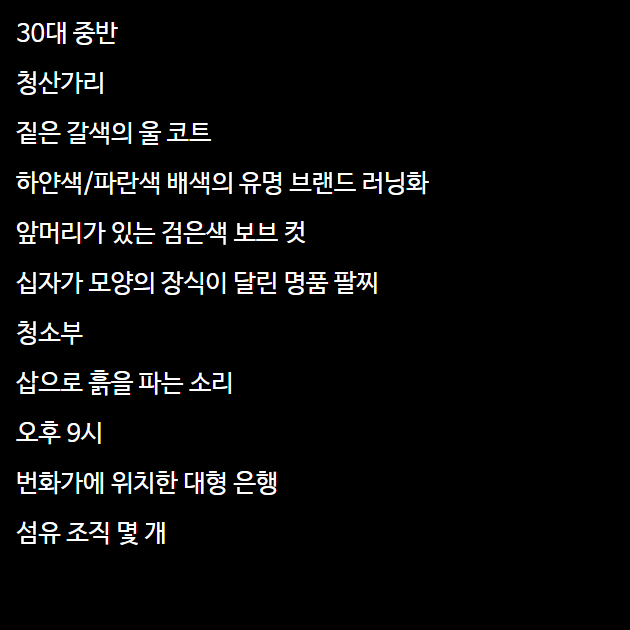 30대 중반
청산가리
짙은 갈색의 울 코트
하얀색/파란색 배색의 유명 브랜드 러닝화
앞머리가 있는 검은색 보브 컷
십자가 모양의 장식이 달린 명품 팔찌
청소부
삽으로 흙을 파는 소리
오후 9시
번화가에 위치한 대형 은행
섬유 조직 몇 개